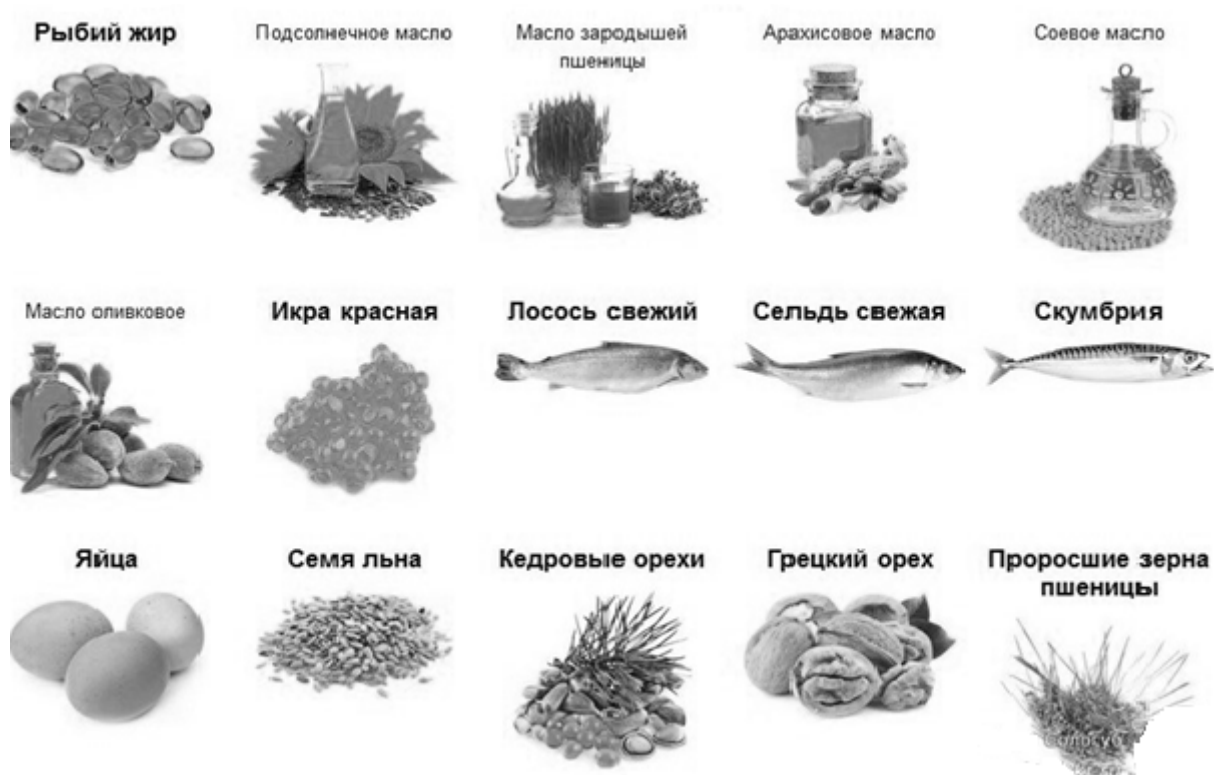 Рыбий жир
Подсолнечное масло
Масло зародышей
пшеницы
Арахисовое масло
Соевое масло
Масло оливковое
Икра красная
Лосось свежий
Сельдь свежая
Скумбрия
Яйца
Семя льна
Кедровые орехи
Грецкий орех
Проросшие зерна
пшеницы